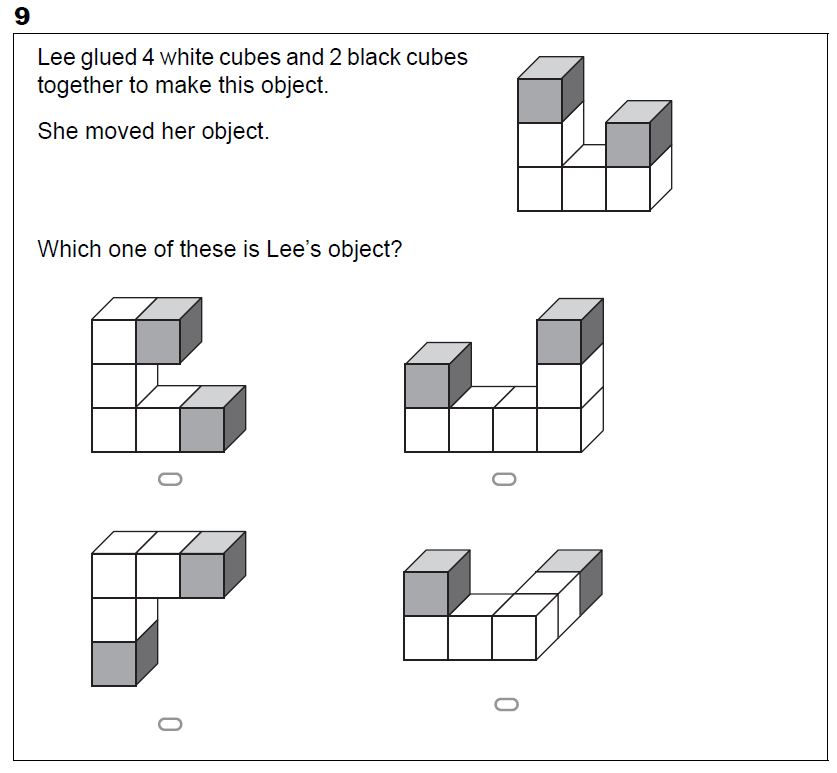 9
Lee glued 4 white cubes and 2 black cubes
together to make this object.
She moved her object.
Which one of these is Lee’s object?